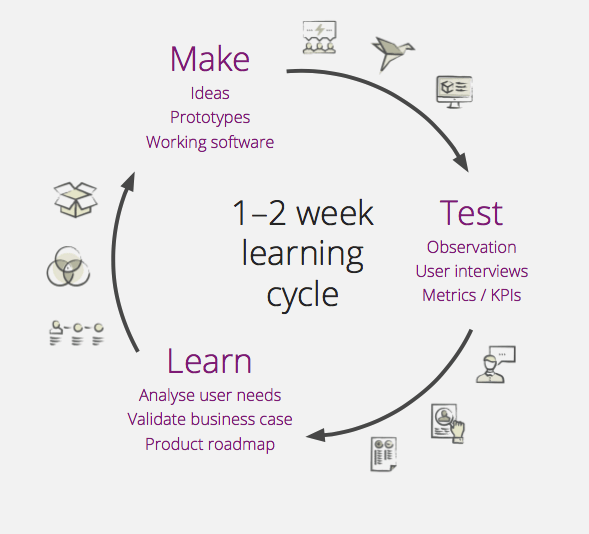 Make
Ideas
Prototypes
Working software
1–2 week
learning
cycle
Test
Observation
User interviews
Metrics / KPIs
Learn
Analyse user needs
Validate business case
Product roadmap